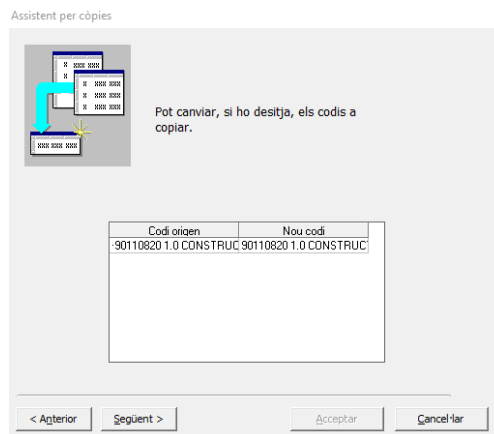 Assistent per còpies
Pot canviar, si ho desitja, els codis a
copiar.
Codi origen Nou codi
90110820 1.0 CONSTRUC 90110820 1.0 CONSTRUC
< Anterior Següent > Acceptar Cancel·lar